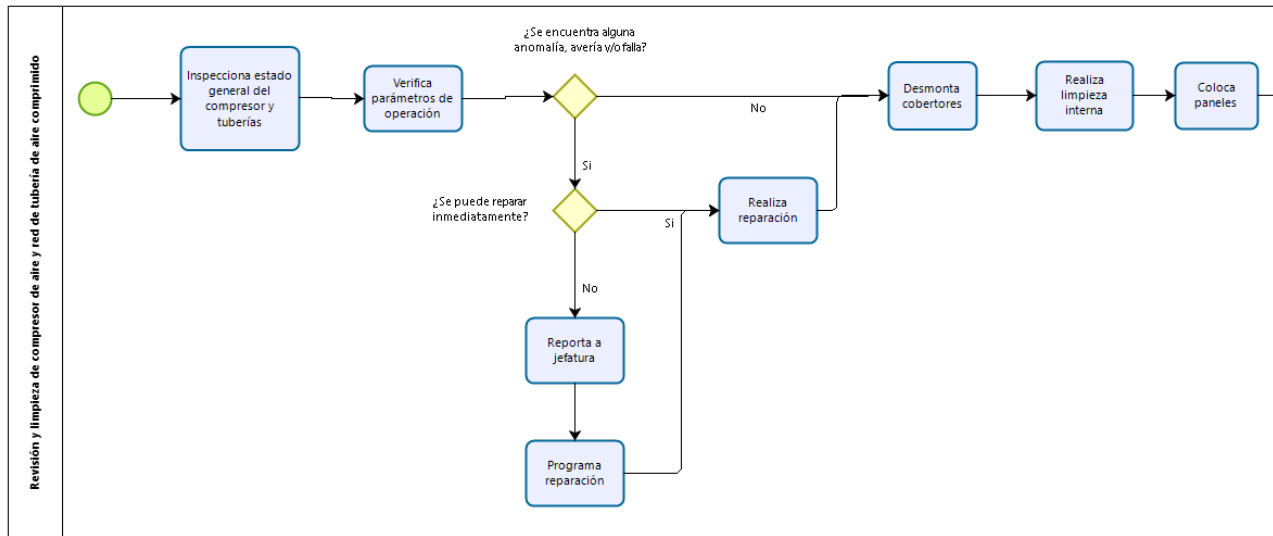 Revisión y limpieza de compresor de aire y red de tubería de aire comprimido
Inspecciona estado
general del
compresor y
tuberías
Verifica
parámetros de
operación
¿Se encuentra alguna
anomalía, avería y/o falla?
No
Si
Desmonta
cobertores
Realiza
limpieza
interna
Coloca
paneles
¿Se puede reparar
inmediatamente?
Si
Realiza
reparación
No
Reporta a
jefatura
Programa
reparación